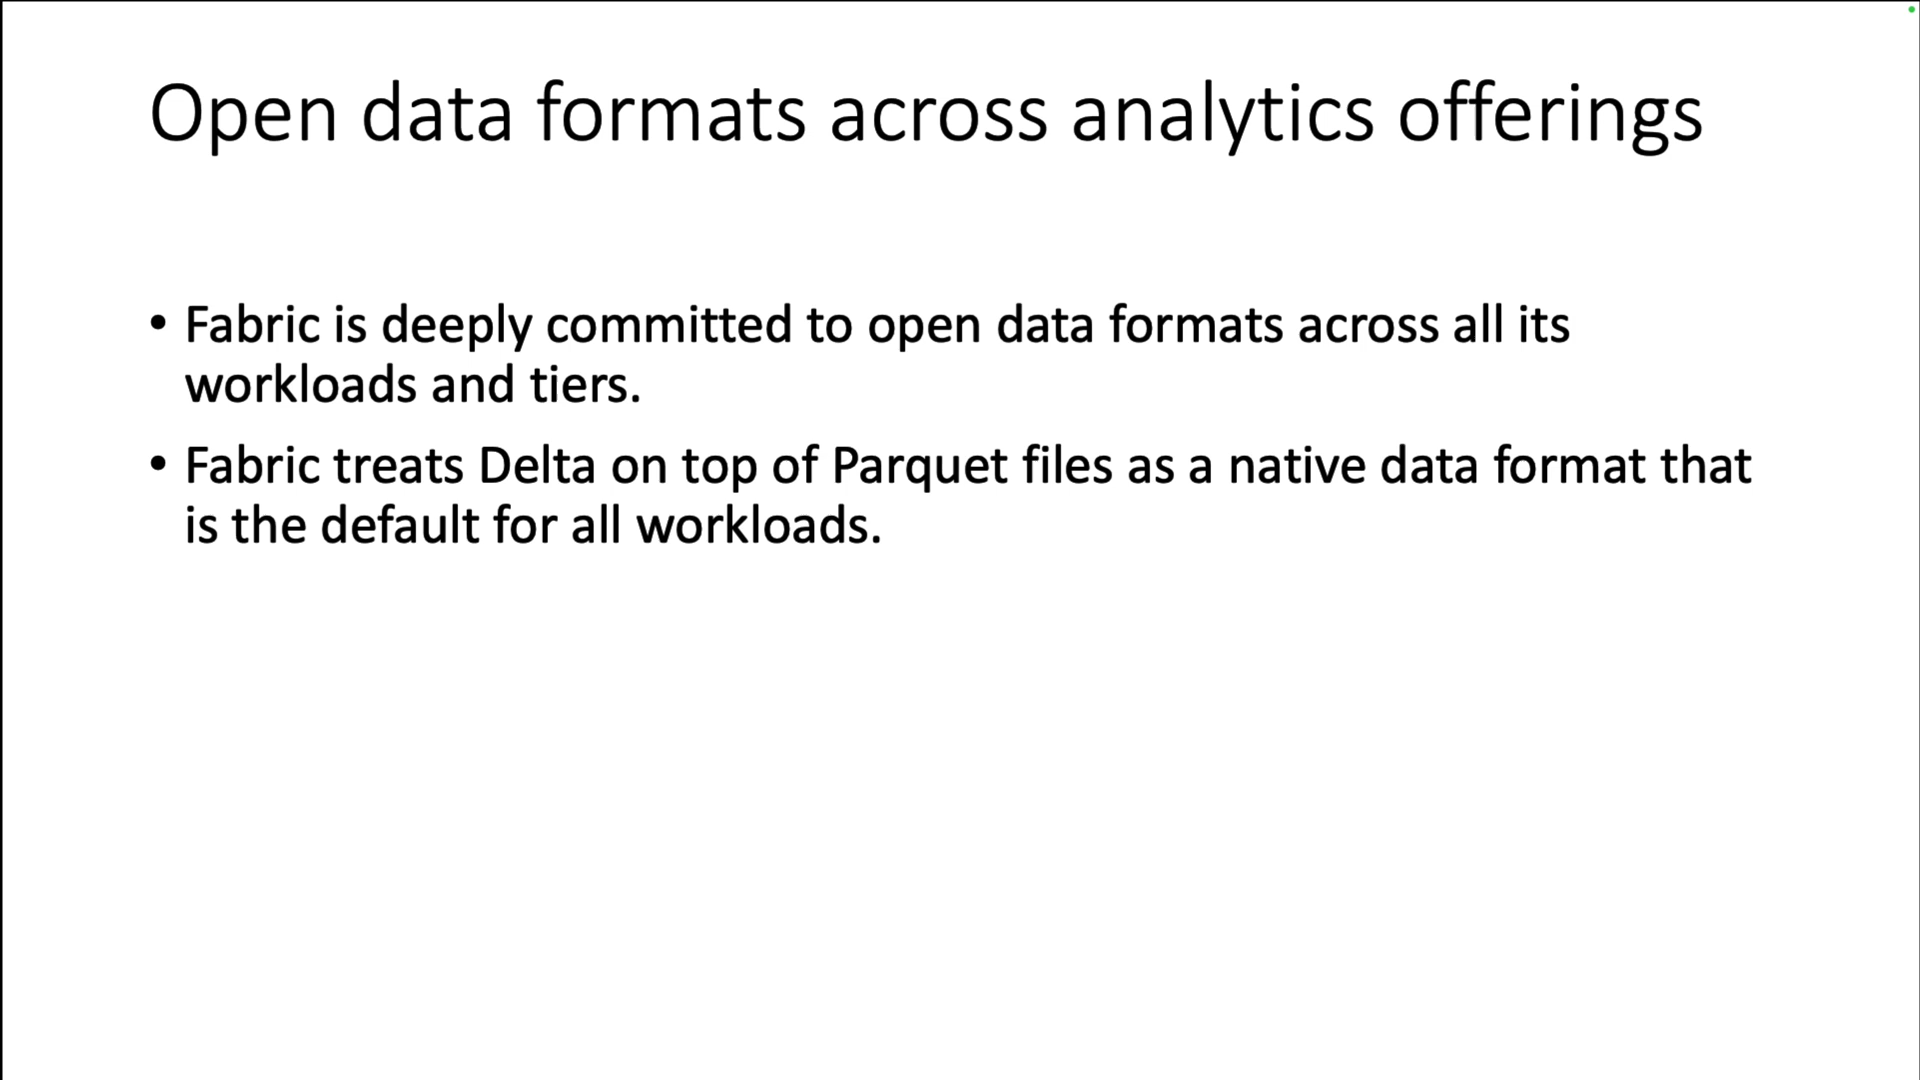 Open data formats across analytics offerings
• Fabric is deeply committed to open data formats across all its
workloads and tiers.
• Fabric treats Delta on top of Parquet files as a native data format that
is the default for all workloads.